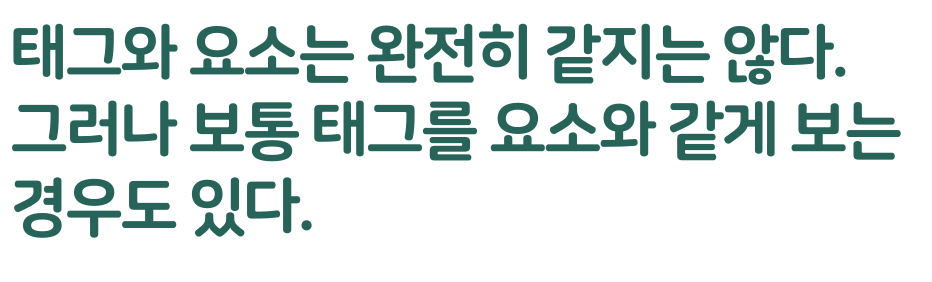 태그와 요소는 완전히 같지는 않다.
그러나 보통 태그를 요소와 같게 보는
경우도 있다.